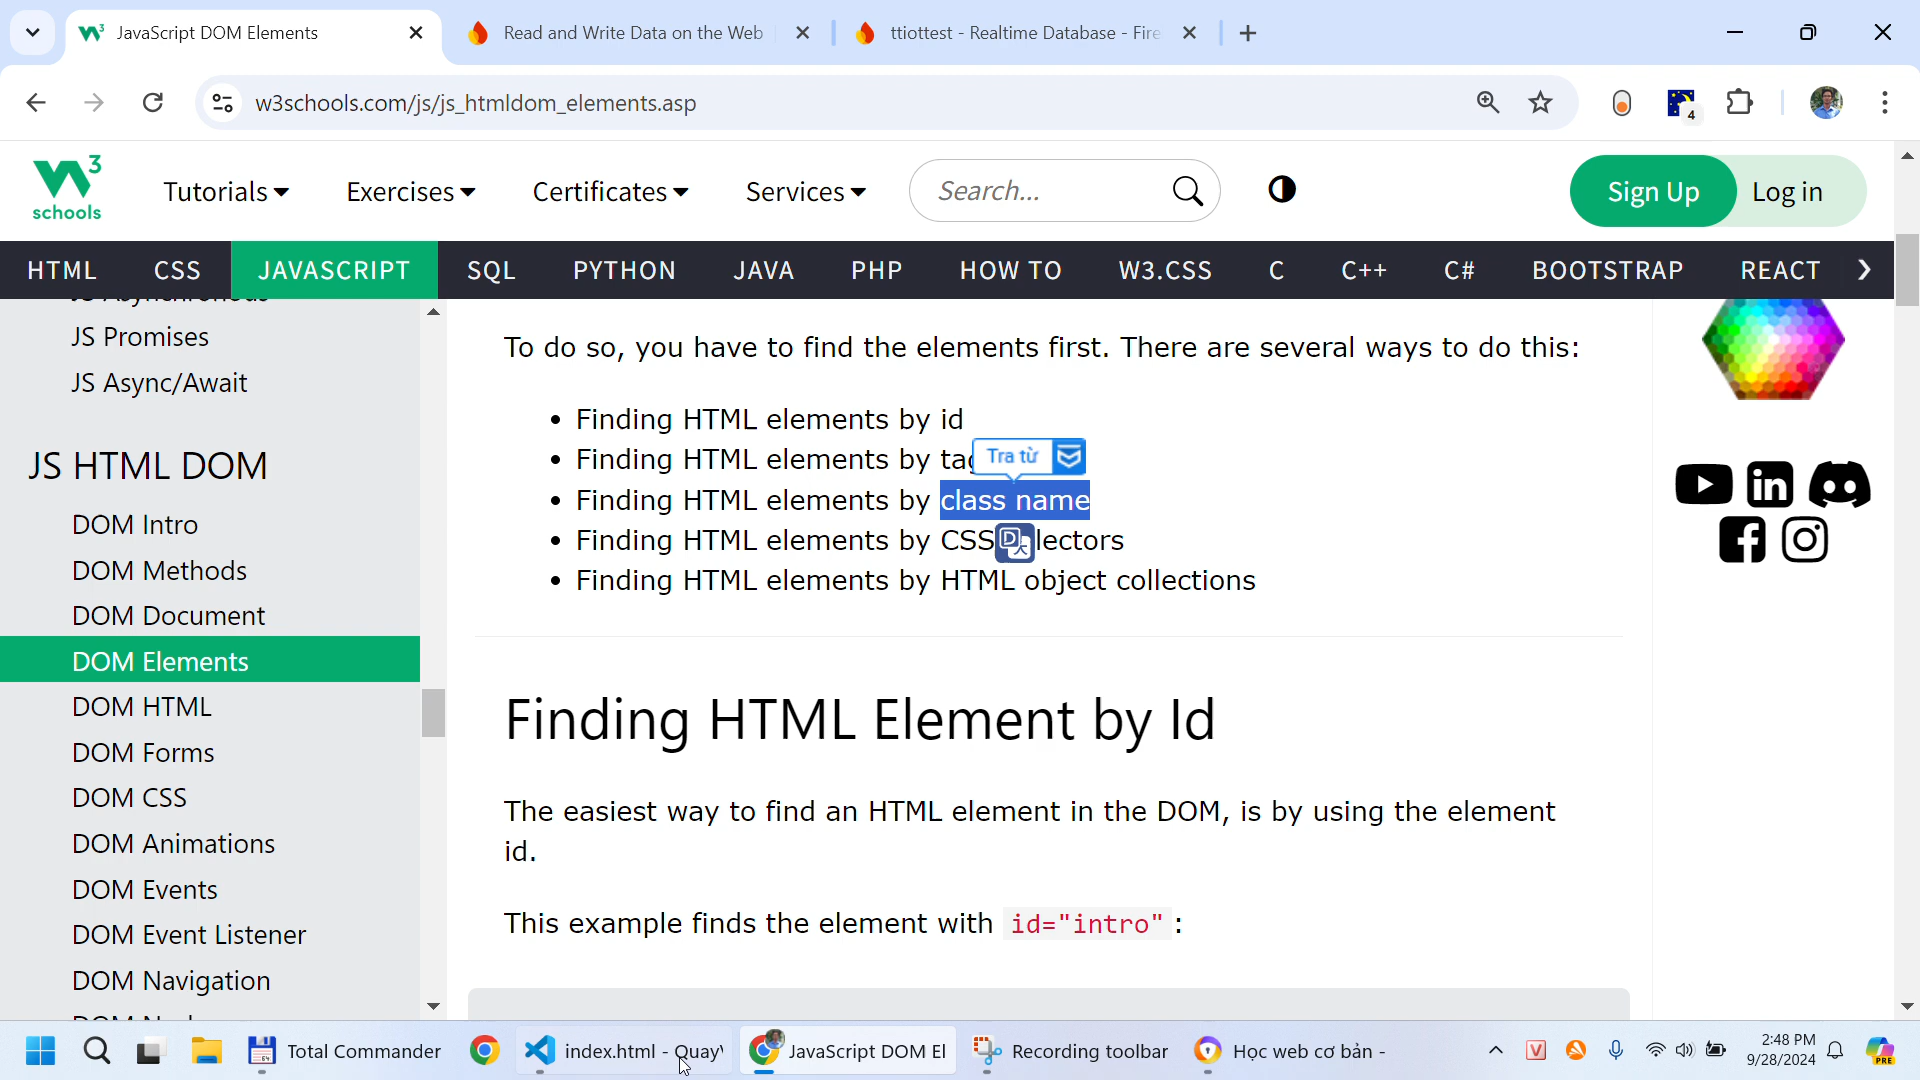 JavaScript DOM Elements
Read and Write Data on the Web
ttiottest - Realtime Database - Fire
w3schools.com/js/js_htmldom_elements.asp
4
3
schools
Tutorials
Exercises
Certificates
Services
Search...
Sign Up
Log in
HTML
CSS
JAVASCRIPT
SQL
PYTHON
JAVA
PHP
HOW TO
W3.CSS
C
C++
C#
BOOTSTRAP
REACT
JS Asynchronous
JS Promises
JS Async/Await
JS HTML DOM
DOM Intro
DOM Methods
DOM Document
DOM Elements
DOM HTML
DOM Forms
DOM CSS
DOM Animations
DOM Events
DOM Event Listener
DOM Navigation
To do so, you have to find the elements first. There are several ways to do this:
• Finding HTML elements by id
• Finding HTML elements by tag
Tra từ
• Finding HTML elements by class name
• Finding HTML elements by CSS lectors
• Finding HTML elements by HTML object collections
Finding HTML Element by Id
The easiest way to find an HTML element in the DOM, is by using the element
id.
This example finds the element with id="intro":
Total Commander
index.html - Quay
JavaScript DOM El
Recording toolbar
Học web cơ bản -
2:48 PM
9/28/2024
PRE